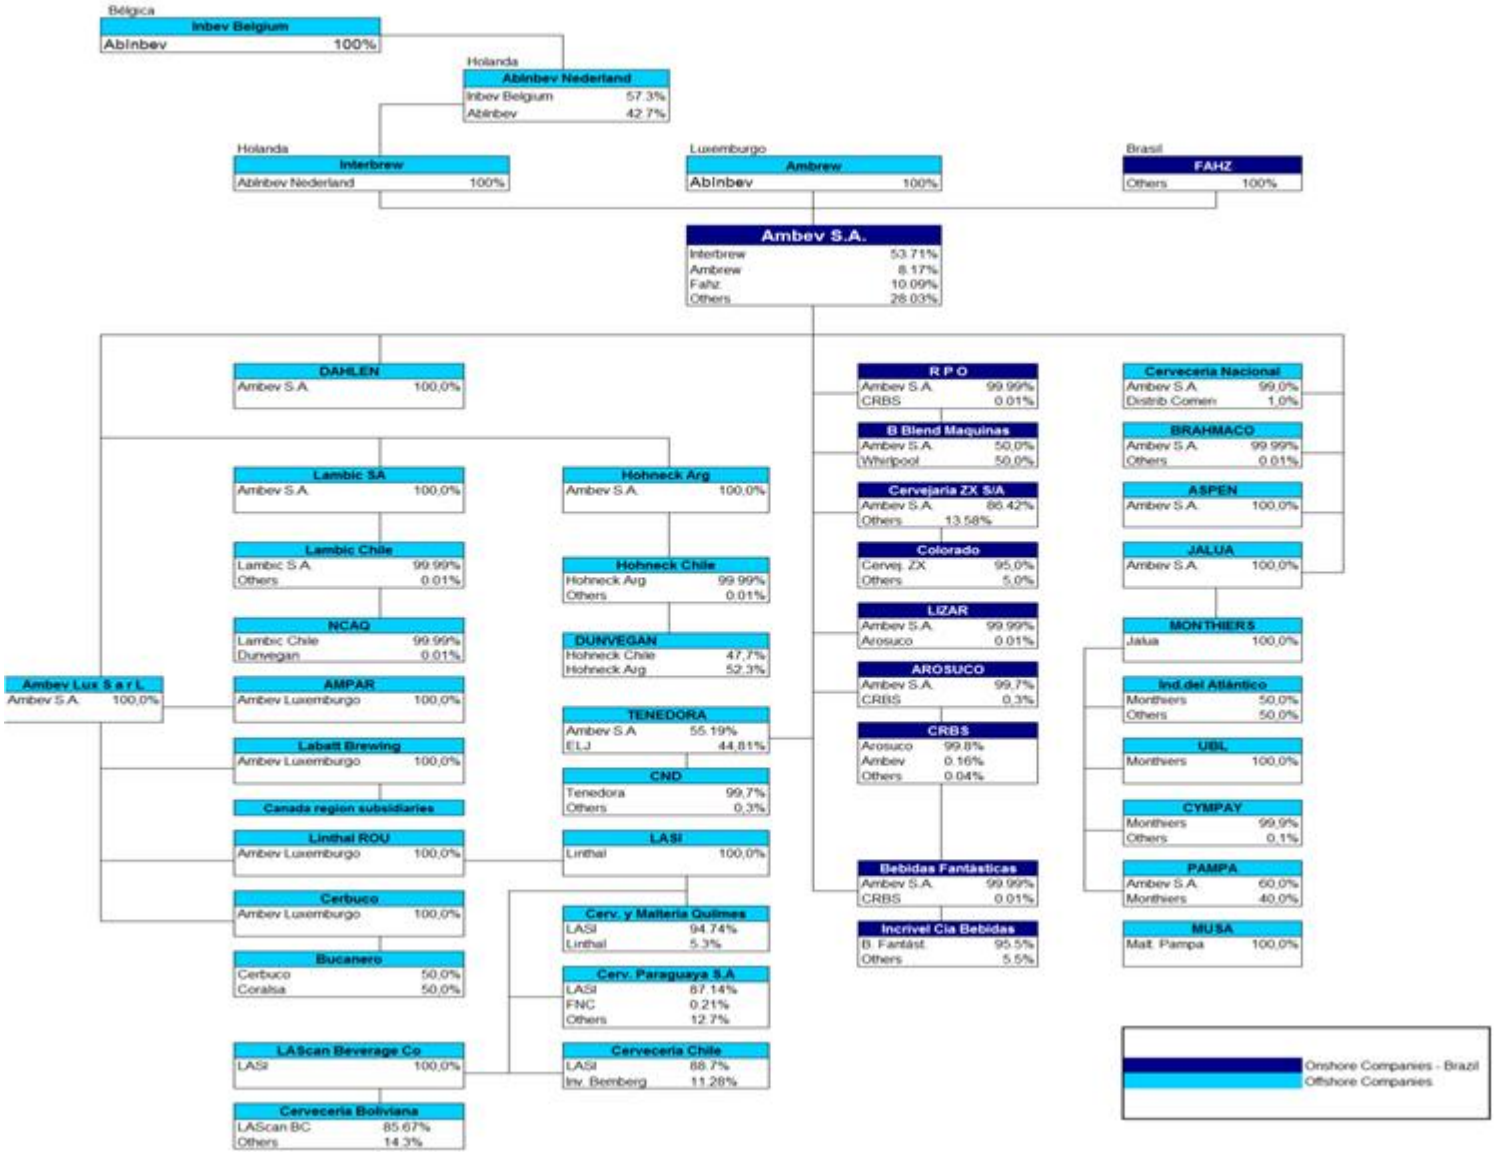 Bélgica
Inbev Belgium
AbInbev 100%
Holanda
AbInbev Nederland
Inbev Belgium 57.3%
AbInbev 42.7%
Holanda
Interbrew
AbInbev Nederland 100%
Luxemburgo
Ambrew
AbInbev 100%
Brasil
FAHZ
Others 100%
Ambev S.A.
Interbrew 53.71%
Ambrew 8.17%
Fahz 10.09%
Others 28.03%
DAHLEN
Ambev S.A. 100,0%
Lambic SA
Ambev S.A. 100,0%
Lambic Chile
Lambic S.A. 99.99%
Others 0.01%
NCAQ
Lambic Chile 99.99%
Dunvegan 0.01%
Ambev Lux S a r L
Ambev S.A. 100,0%
AMPAR
Ambev Luxemburgo 100,0%
Labatt Brewing
Ambev Luxemburgo 100,0%
Canada region subsidiaries
Linthal ROU
Ambev Luxemburgo 100,0%
Cerbuco
Ambev Luxemburgo 100,0%
Bucanero
Cerbuco 50,0%
Coralsa 50,0%
LAScan Beverage Co
LASI 100,0%
Cerveceria Boliviana
LAScan BC 85.67%
Others 14.3%
Hohneck Arg
Ambev S.A. 100,0%
Hohneck Chile
Hohneck Arg 99.99%
Others 0.01%
DUNVEGAN
Hohneck Chile 47,7%
Hohneck Arg 52,3%
TENEDORA
Ambev S.A 55.19%
ELJ 44,81%
CND
Tenedora 99,7%
Others 0,3%
LASI
Linthal 100,0%
Cerv. y Malteria Quilmes
LASI 94.74%
Linthal 5.3%
Cerv. Paraguaya S.A
LASI 87.14%
FNC 0.21%
Others 12.7%
Cerveceria Chile
LASI 88.7%
Inv. Bemberg 11.28%
R P O
Ambev S.A. 99.99%
CRBS 0.01%
B Blend Maquinas
Ambev S.A. 50,0%
Whirlpool 50,0%
Cervejaria ZX S/A
Ambev S.A. 86.42%
Others 13.58%
Colorado
Cervej. ZX 95,0%
Others 5,0%
LIZAR
Ambev S.A. 99.99%
Arosuco 0.01%
AROSUCO
Ambev S.A. 99,7%
CRBS 0,3%
CRBS
Arosuco 99.8%
Ambev 0.16%
Others 0.04%
Bebidas Fantásticas
Ambev S.A. 99.99%
CRBS 0.01%
Incrivel Cia Bebidas
B. Fantást. 95.5%
Others 5.5%
Cerveceria Nacional
Ambev S.A. 99,0%
Distrib.Comerc 1,0%
BRAHMACO
Ambev S.A. 99.99%
Others 0.01%
ASPEN
Ambev S.A. 100,0%
JALUA
Ambev S.A. 100,0%
MONTHIERS
Jalua 100,0%
Ind.del Atlántico
Monthiers 50,0%
Others 50,0%
UBL
Monthiers 100,0%
CYMPAY
Monthiers 99,9%
Others 0,1%
PAMPA
Ambev S.A. 60,0%
Monthiers 40,0%
MUSA
Malt. Pampa 100,0%
Onshore Companies - Brazil
Offshore Companies